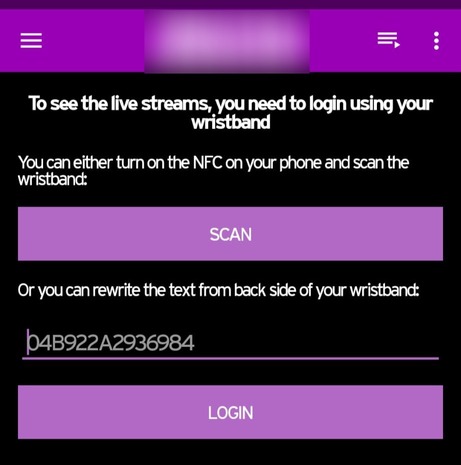 To see the live streams, you need to login using your
wristband
You can either turn on the NFC on your phone and scan the
wristband:
SCAN
Or you can rewrite the text from back side of your wristband:
04B922A2936984
LOGIN